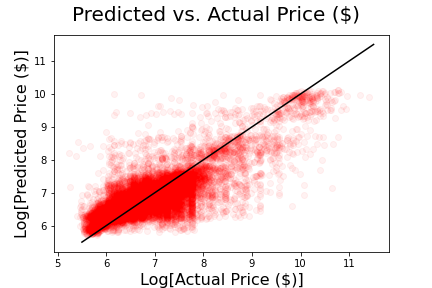 Predicted vs. Actual Price ($)
Log[Predicted Price ($)]
11
10
9
8
7
6
5 6 7 8 9 10 11
Log[Actual Price ($)]